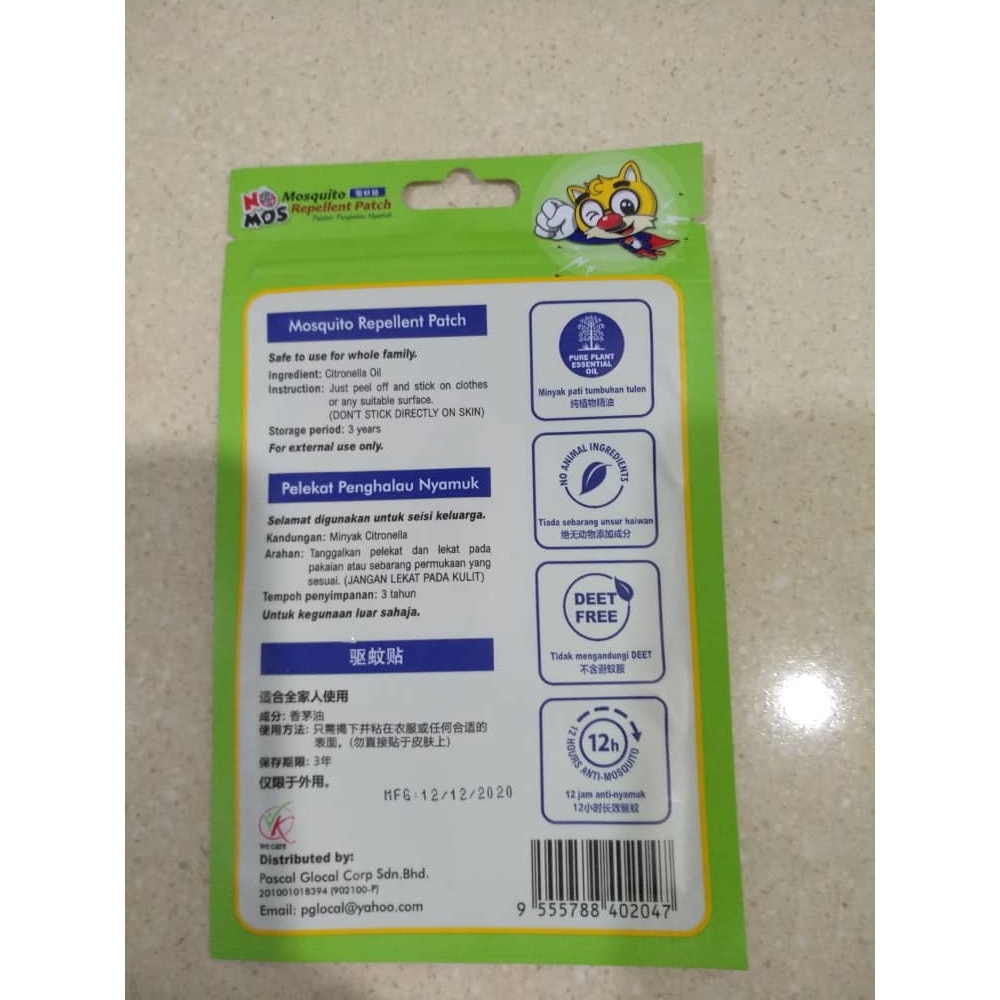 NO MOS
Mosquito 驱蚊贴
Repellent Patch
Pelekat Penghalau Nyamuk
Mosquito Repellent Patch
Safe to use for whole family.
Ingredient: Citronella Oil
Instruction: Just peel off and stick on clothes
or any suitable surface.
(DON'T STICK DIRECTLY ON SKIN)
Storage period: 3 years
For external use only.
Pelekat Penghalau Nyamuk
Selamat digunakan untuk seisi keluarga.
Kandungan: Minyak Citronella
Arahan: Tanggalkan pelekat dan lekat pada
pakaian atau sebarang permukaan yang
sesuai. (JANGAN LEKAT PADA KULIT)
Tempoh penyimpanan: 3 tahun
Untuk kegunaan luar sahaja.
驱蚊贴
适合全家人使用
成分: 香茅油
使用方法: 只需揭下并粘在衣服或任何合适的
表面。(勿直接贴于皮肤上)
保存期限: 3年
仅限于外用。
MFG:12/12/2020
K
we care
Distributed by:
Pascal Glocal Corp Sdn.Bhd.
201001018394 (902100-P)
Email: pglocal@yahoo.com
PURE PLANT
ESSENTIAL
OIL
Minyak pati tumbuhan tulen
纯植物精油
NO ANIMAL INGREDIENTS
Tiada sebarang unsur haiwan
绝无动物添加成分
DEET
FREE
Tidak mengandungi DEET
不含避蚊胺
12h
12 HOURS ANTI-MOSQUITO
12 jam anti-nyamuk
12小时长效驱蚊
9 555788 402047